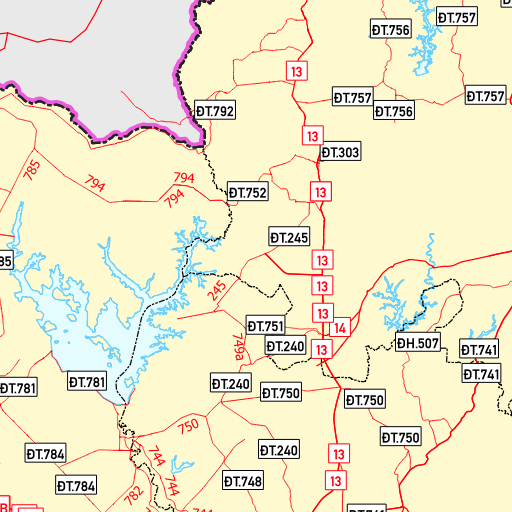 ĐT.757
ĐT.756
13
ĐT.757
ĐT.757
ĐT.792
ĐT.756
13
ĐT.303
785
794
794
794
ĐT.752
13
ĐT.245
85
13
245
13
13
ĐT.751
14
749a
ĐT.240
13
ĐH.507
ĐT.741
ĐT.741
ĐT.781
ĐT.781
ĐT.240
ĐT.750
ĐT.750
750
ĐT.750
ĐT.784
744
ĐT.240
13
ĐT.784
744
ĐT.748
13
782